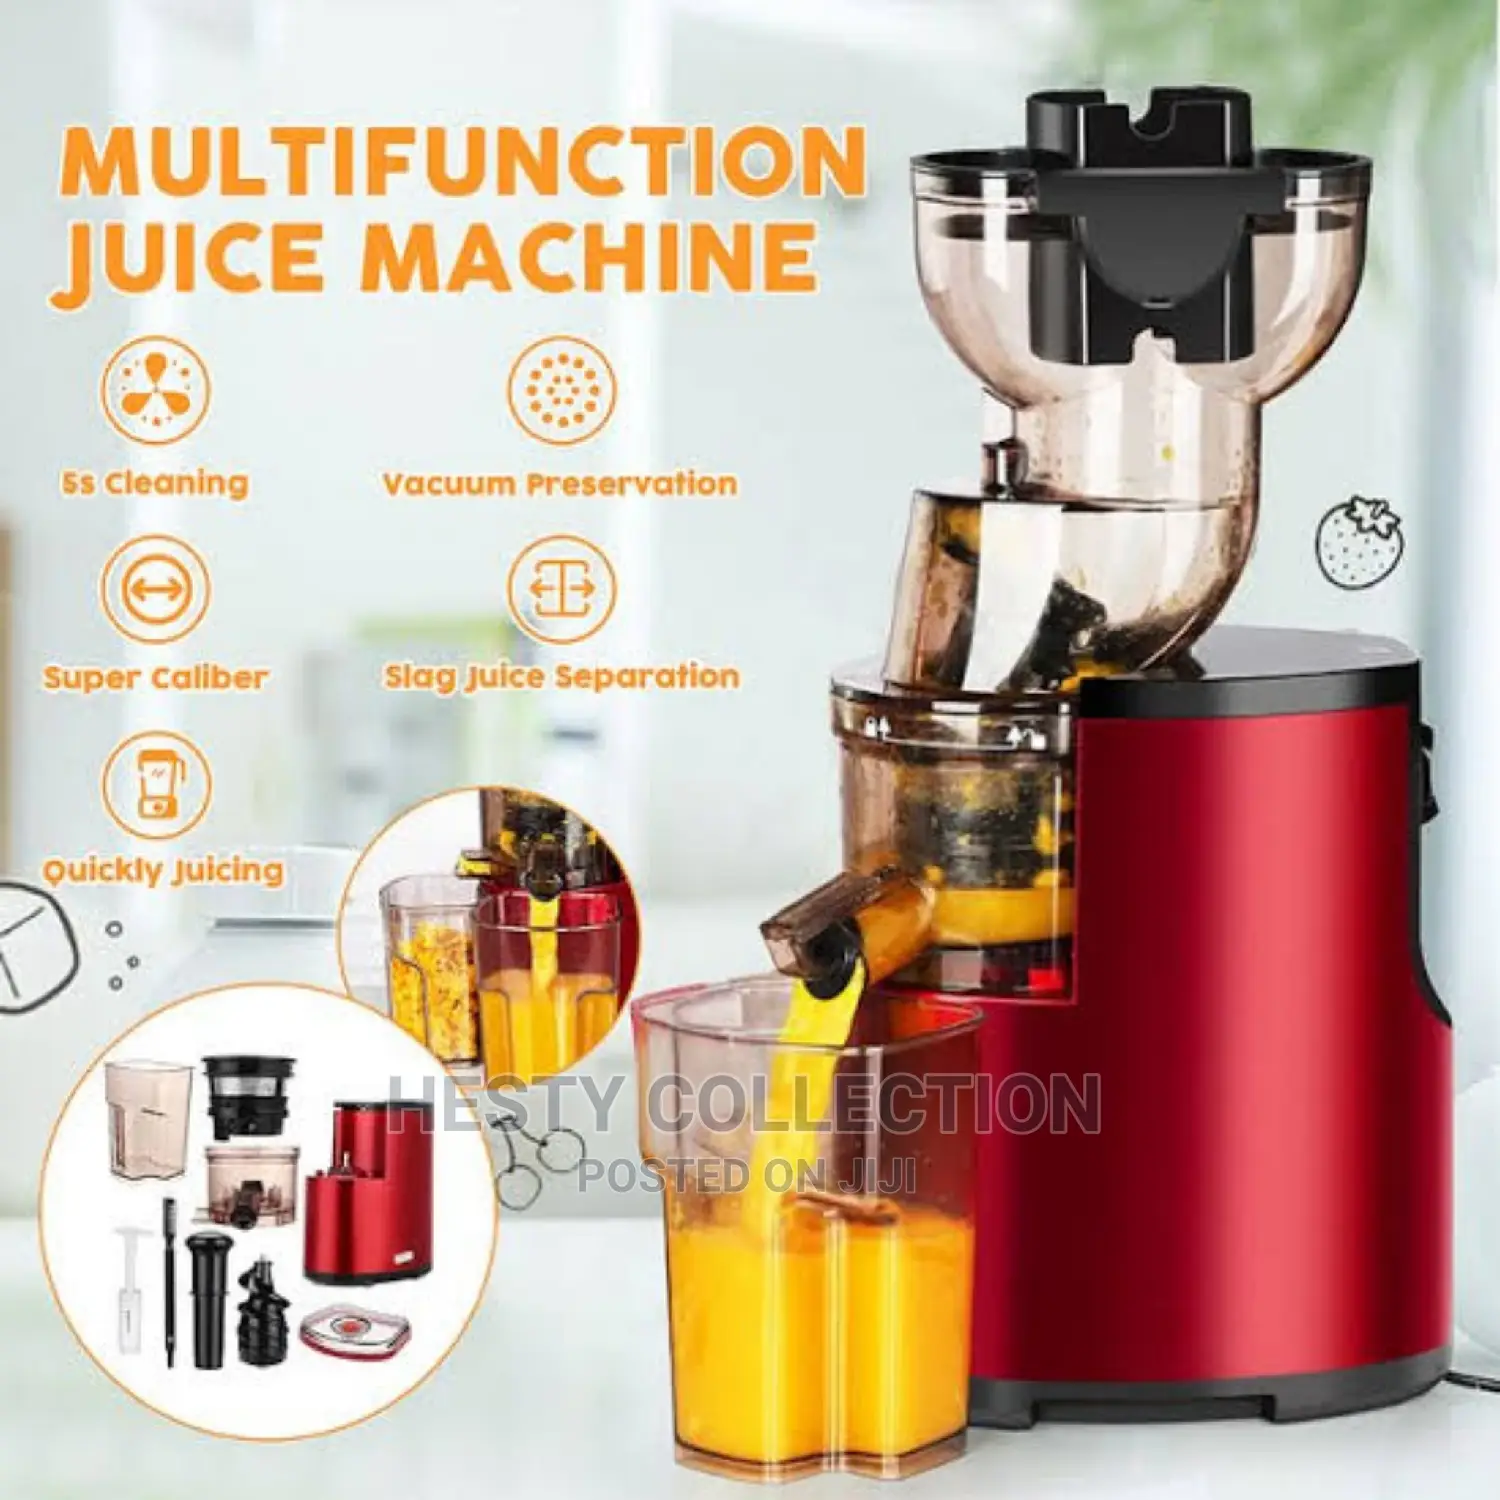 MULTIFUNCTION
JUICE MACHINE
5s Cleaning
Vacuum Preservation
Super Caliber
Slag Juice Separation
Quickly Juicing
HESTY COLLECTION
POSTED ON JIJI